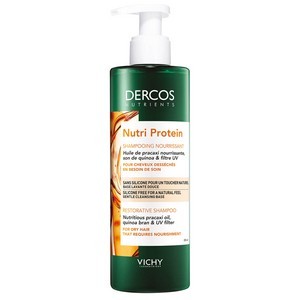 DERCOS
NUTRIENTS
Nutri Protein
SHAMPOOING NOURRISSANT
Huile de pracaxi nourrissante,
son de quinoa & filtre UV
POUR CHEVEUX DESSÉCHÉS
EN BESOIN DE SOIN
SANS SILICONE POUR UN TOUCHER NATUREL
BASE LAVANTE DOUCE
SILICONE FREE FOR A NATURAL FEEL
GENTLE CLEANSING BASE
RESTORATIVE SHAMPOO
Nutritious pracaxi oil,
quinoa bran & UV filter
FOR DRY HAIR
THAT REQUIRES NOURISHMENT
VICHY